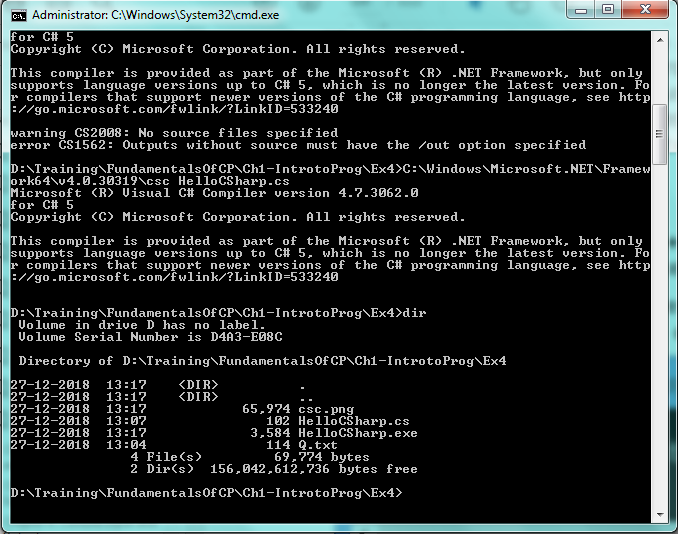 Administrator: C:\Windows\System32\cmd.exe
for C# 5
Copyright (C) Microsoft Corporation. All rights reserved.
This compiler is provided as part of the Microsoft (R) .NET Framework, but only
supports language versions up to C# 5, which is no longer the latest version. Fo
r compilers that support newer versions of the C# programming language, see http
://go.microsoft.com/fwlink/?LinkID=533240
warning CS2008: No source files specified
error CS1562: Outputs without source must have the /out option specified
D:\Training\FundamentalsOfCP\Ch1-IntrotoProg\Ex4>C:\Windows\Microsoft.NET\Framew
ork64\v4.0.30319\csc HelloCSharp.cs
Microsoft (R) Visual C# Compiler version 4.7.3062.0
for C# 5
Copyright (C) Microsoft Corporation. All rights reserved.
This compiler is provided as part of the Microsoft (R) .NET Framework, but only
supports language versions up to C# 5, which is no longer the latest version. Fo
r compilers that support newer versions of the C# programming language, see http
://go.microsoft.com/fwlink/?LinkID=533240
D:\Training\FundamentalsOfCP\Ch1-IntrotoProg\Ex4>dir
Volume in drive D has no label.
Volume Serial Number is D4A3-E08C
Directory of D:\Training\FundamentalsOfCP\Ch1-IntrotoProg\Ex4
27-12-2018  13:17    <DIR>          .
27-12-2018  13:17    <DIR>          ..
27-12-2018  13:17            65,974 csc.png
27-12-2018  13:07               102 HelloCSharp.cs
27-12-2018  13:17             3,584 HelloCSharp.exe
27-12-2018  13:04               114 Q.txt
4 File(s)         69,774 bytes
2 Dir(s)  156,042,612,736 bytes free
D:\Training\FundamentalsOfCP\Ch1-IntrotoProg\Ex4>